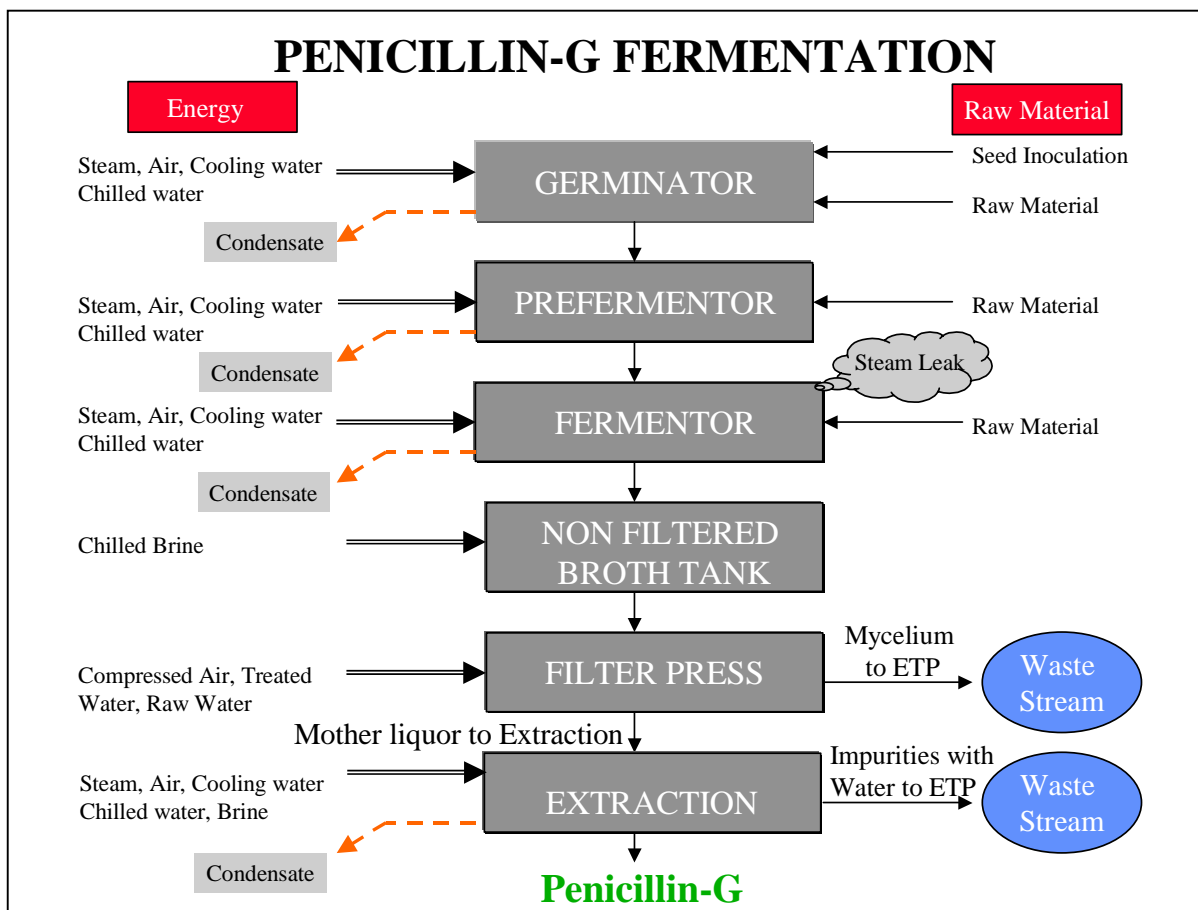 PENICILLIN-G FERMENTATION
Energy
Raw Material
Steam, Air, Cooling water
Chilled water
GERMINATOR
Seed Inoculation
Raw Material
Condensate
Steam, Air, Cooling water
Chilled water
PREFERMENTOR
Raw Material
Condensate
Steam Leak
Steam, Air, Cooling water
Chilled water
FERMENTOR
Raw Material
Condensate
Chilled Brine
NON FILTERED
BROTH TANK
Compressed Air, Treated
Water, Raw Water
FILTER PRESS
Mycelium
to ETP
Waste
Stream
Mother liquor to Extraction
Steam, Air, Cooling water
Chilled water, Brine
EXTRACTION
Impurities with
Water to ETP
Waste
Stream
Condensate
Penicillin-G